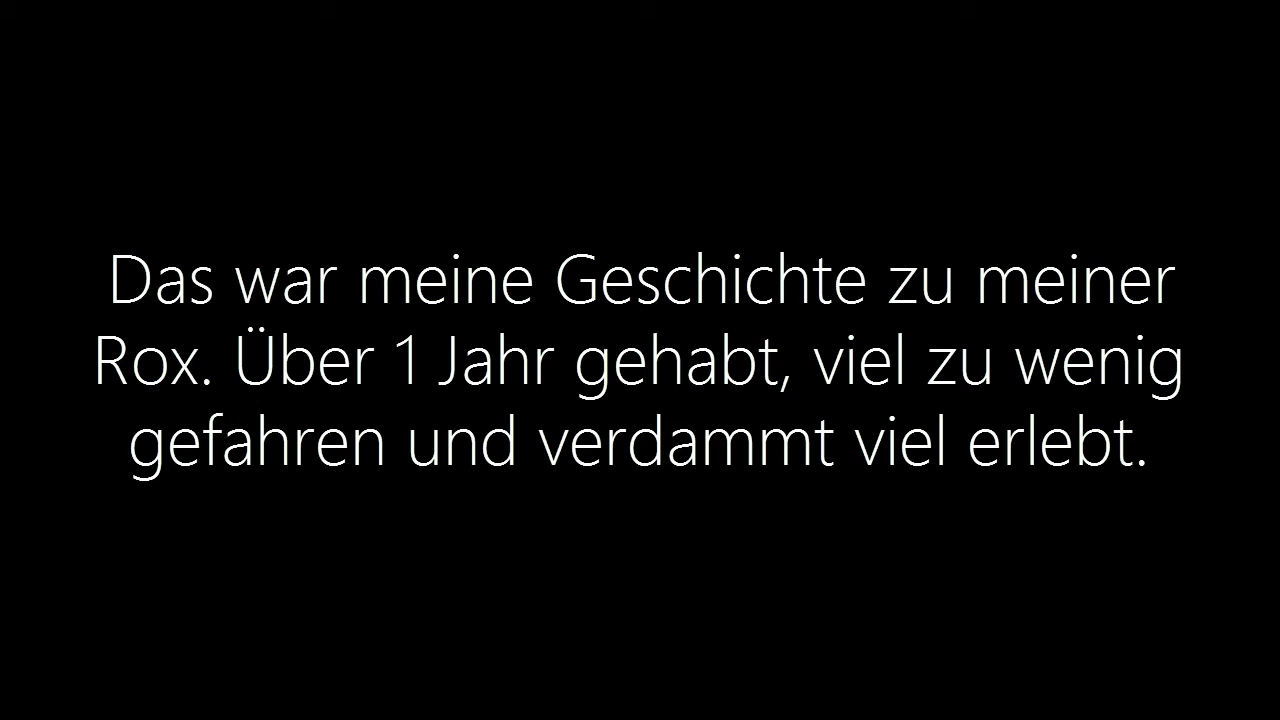 Das war meine Geschichte zu meiner
Rox. Über 1 Jahr gehabt, viel zu wenig
gefahren und verdammt viel erlebt.